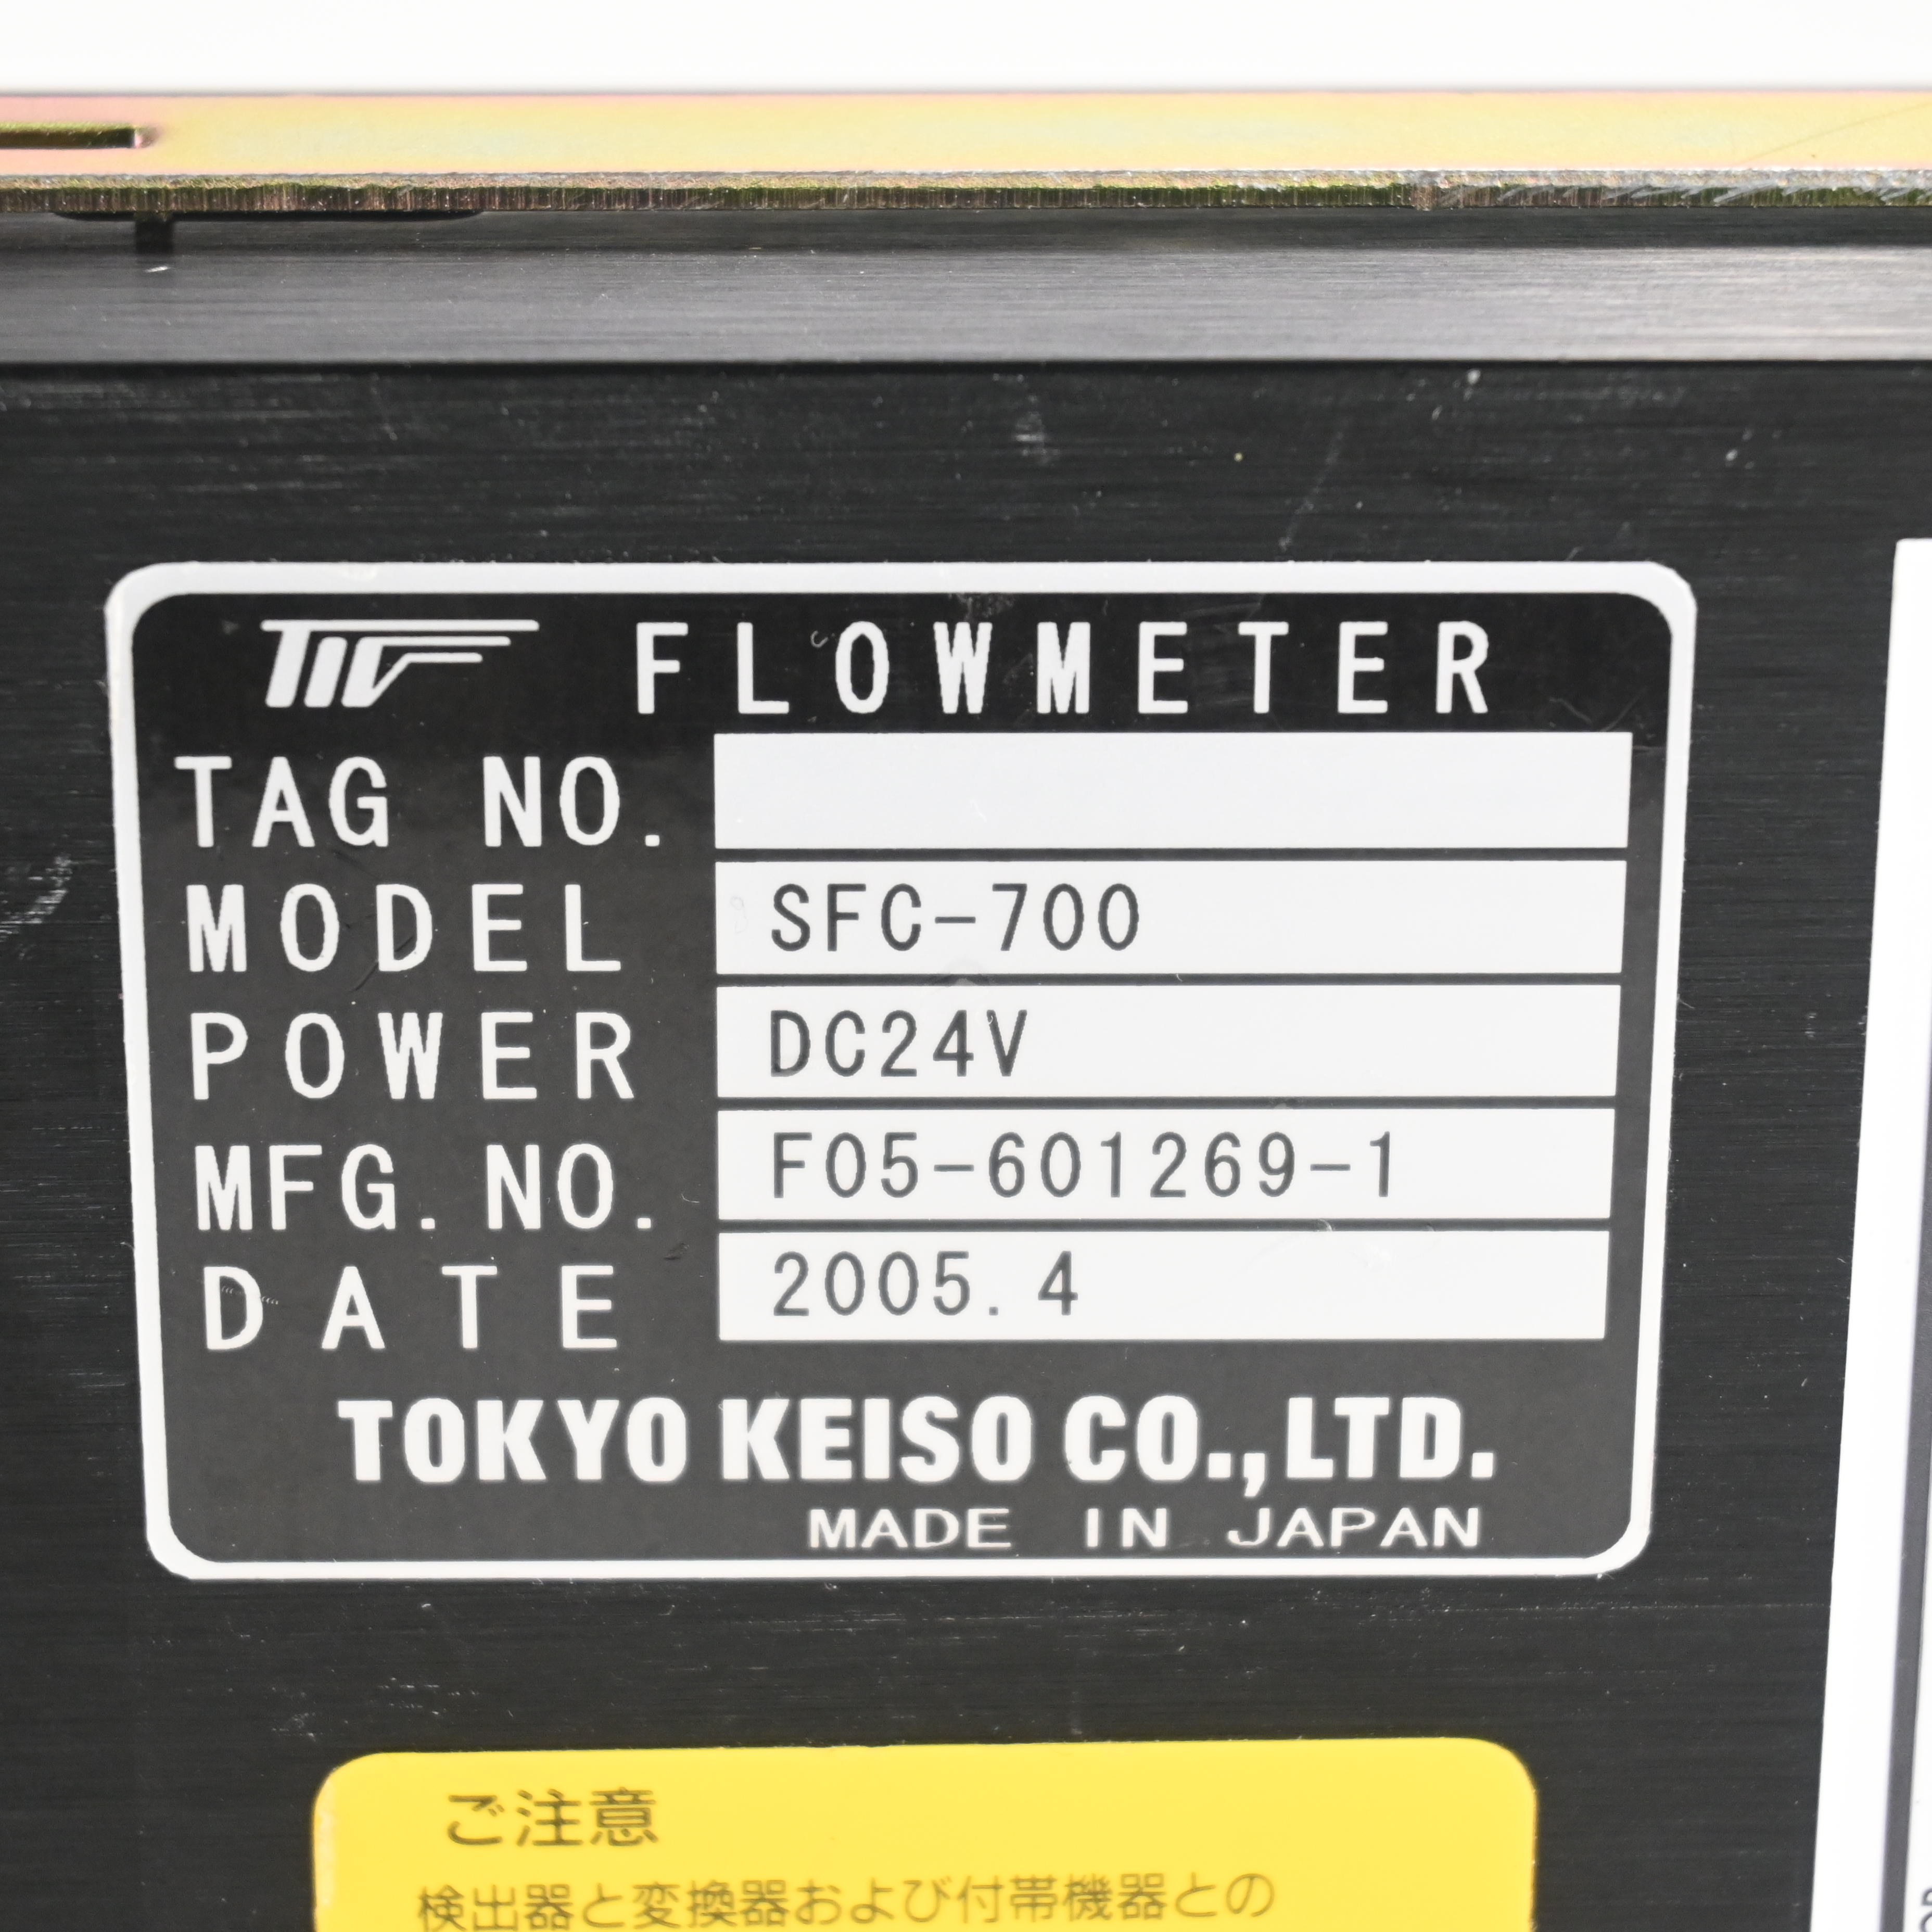 FLOWMETER
TAG NO.
MODEL SFC-700
POWER DC24V
MFG. NO. F05-601269-1
DATE 2005.4
TOKYO KEISO CO.,LTD.
MADE IN JAPAN
ご注意
検出器と変換器および付帯機器との